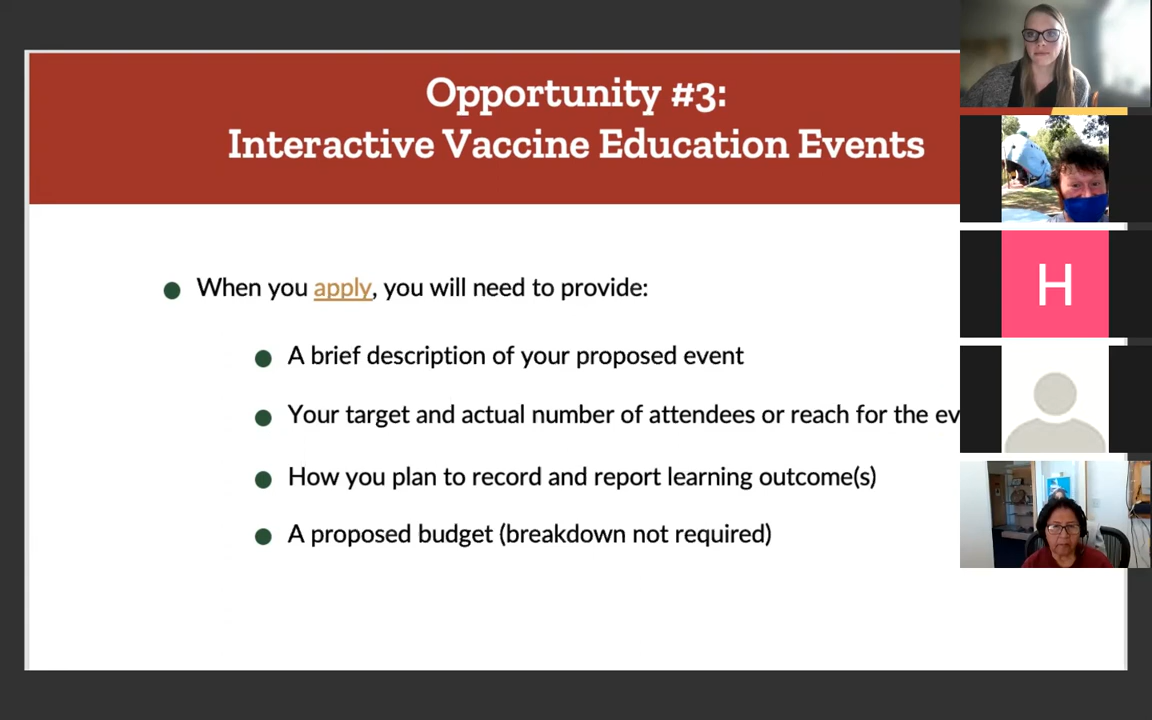 Opportunity #3:
Interactive Vaccine Education Events
When you apply, you will need to provide:
A brief description of your proposed event
Your target and actual number of attendees or reach for the ev
How you plan to record and report learning outcome(s)
A proposed budget (breakdown not required)
H